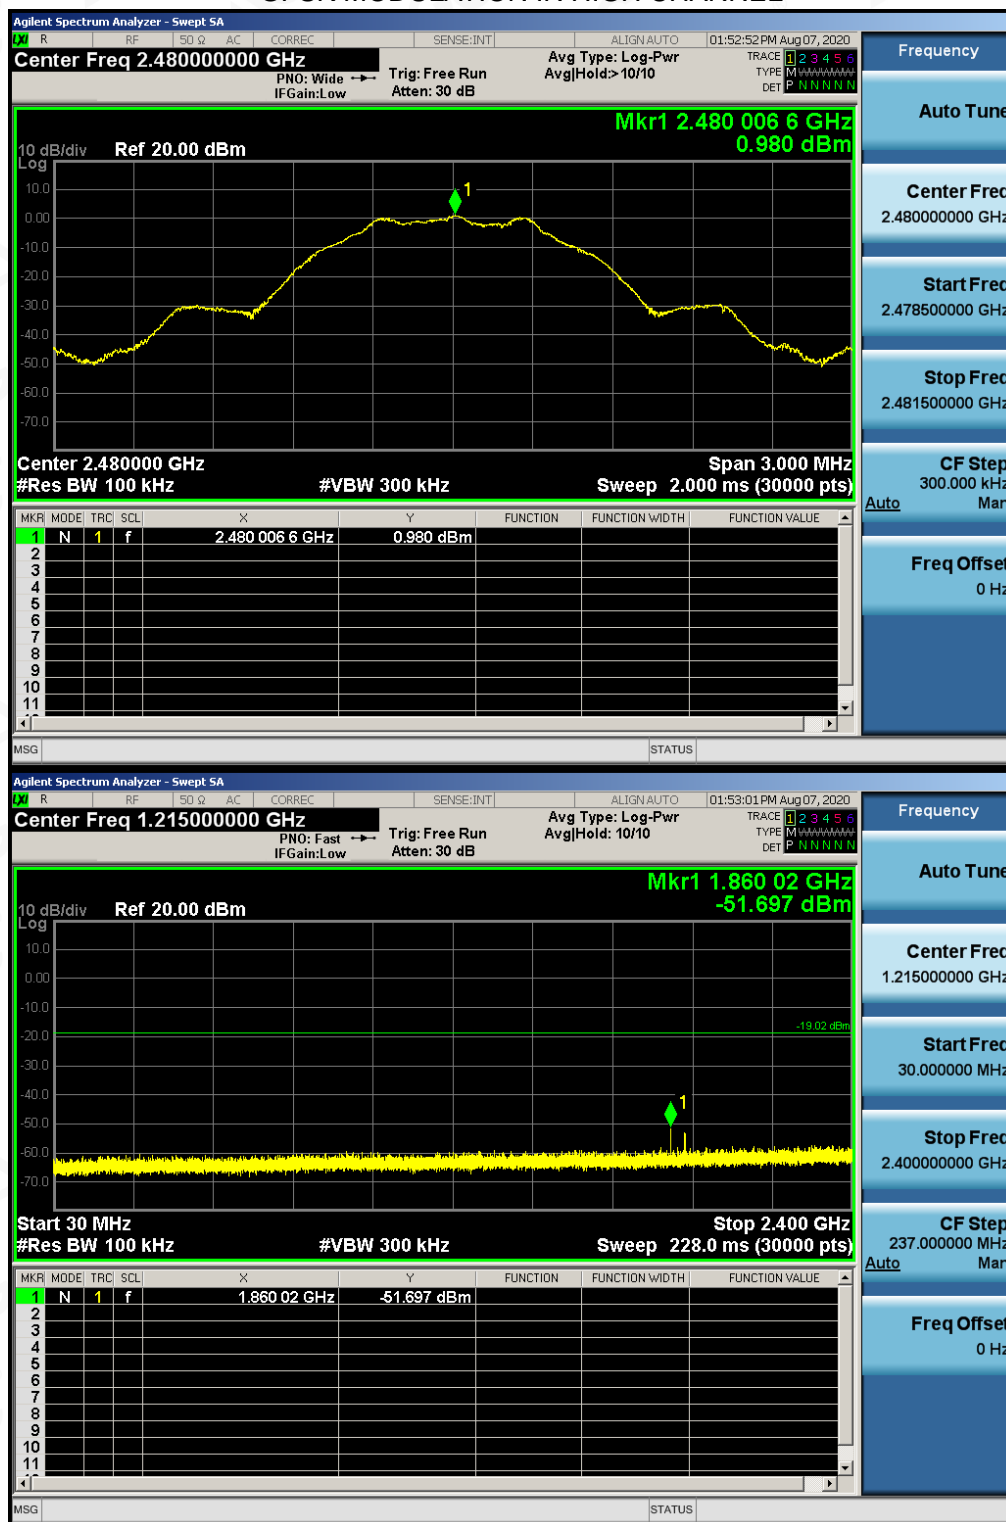 Agilent Spectrum Analyzer - Swept SA
LXI R RF 50 Ω AC CORREC SENSE:INT ALIGN AUTO 01:52:52 PM Aug 07, 2020
Center Freq 2.480000000 GHz
PNO: Wide
IFGain:Low
Trig: Free Run
Atten: 30 dB
Avg Type: Log-Pwr
Avg|Hold:> 10/10
TRACE 1 2 3 4 5 6
TYPE M
DET P N N N N N
Mkr1 2.480 006 6 GHz
0.980 dBm
10 dB/div Ref 20.00 dBm
Log
10.0
0.00
-10.0
-20.0
-30.0
-40.0
-50.0
-60.0
-70.0
1
Center 2.480000 GHz Span 3.000 MHz
#Res BW 100 kHz #VBW 300 kHz Sweep 2.000 ms (30000 pts)
MKR MODE TRC SCL X Y FUNCTION FUNCTION WIDTH FUNCTION VALUE
1 N 1 f 2.480 006 6 GHz 0.980 dBm
2
3
4
5
6
7
8
9
10
11
MSG STATUS
Frequency
Auto Tune
Center Freq
2.480000000 GHz
Start Freq
2.478500000 GHz
Stop Freq
2.481500000 GHz
CF Step
300.000 kHz
Auto Man
Freq Offset
0 Hz
Agilent Spectrum Analyzer - Swept SA
LXI R RF 50 Ω AC CORREC SENSE:INT ALIGN AUTO 01:53:01 PM Aug 07, 2020
Center Freq 1.215000000 GHz
PNO: Fast
IFGain:Low
Trig: Free Run
Atten: 30 dB
Avg Type: Log-Pwr
Avg|Hold: 10/10
TRACE 1 2 3 4 5 6
TYPE M
DET P N N N N N
Mkr1 1.860 02 GHz
-51.697 dBm
10 dB/div Ref 20.00 dBm
Log
10.0
0.00
-10.0
-20.0
-30.0
-40.0
-50.0
-60.0
-70.0
-19.02 dBm
1
Start 30 MHz Stop 2.400 GHz
#Res BW 100 kHz #VBW 300 kHz Sweep 228.0 ms (30000 pts)
MKR MODE TRC SCL X Y FUNCTION FUNCTION WIDTH FUNCTION VALUE
1 N 1 f 1.860 02 GHz -51.697 dBm
2
3
4
5
6
7
8
9
10
11
MSG STATUS
Frequency
Auto Tune
Center Freq
1.215000000 GHz
Start Freq
30.000000 MHz
Stop Freq
2.400000000 GHz
CF Step
237.000000 MHz
Auto Man
Freq Offset
0 Hz